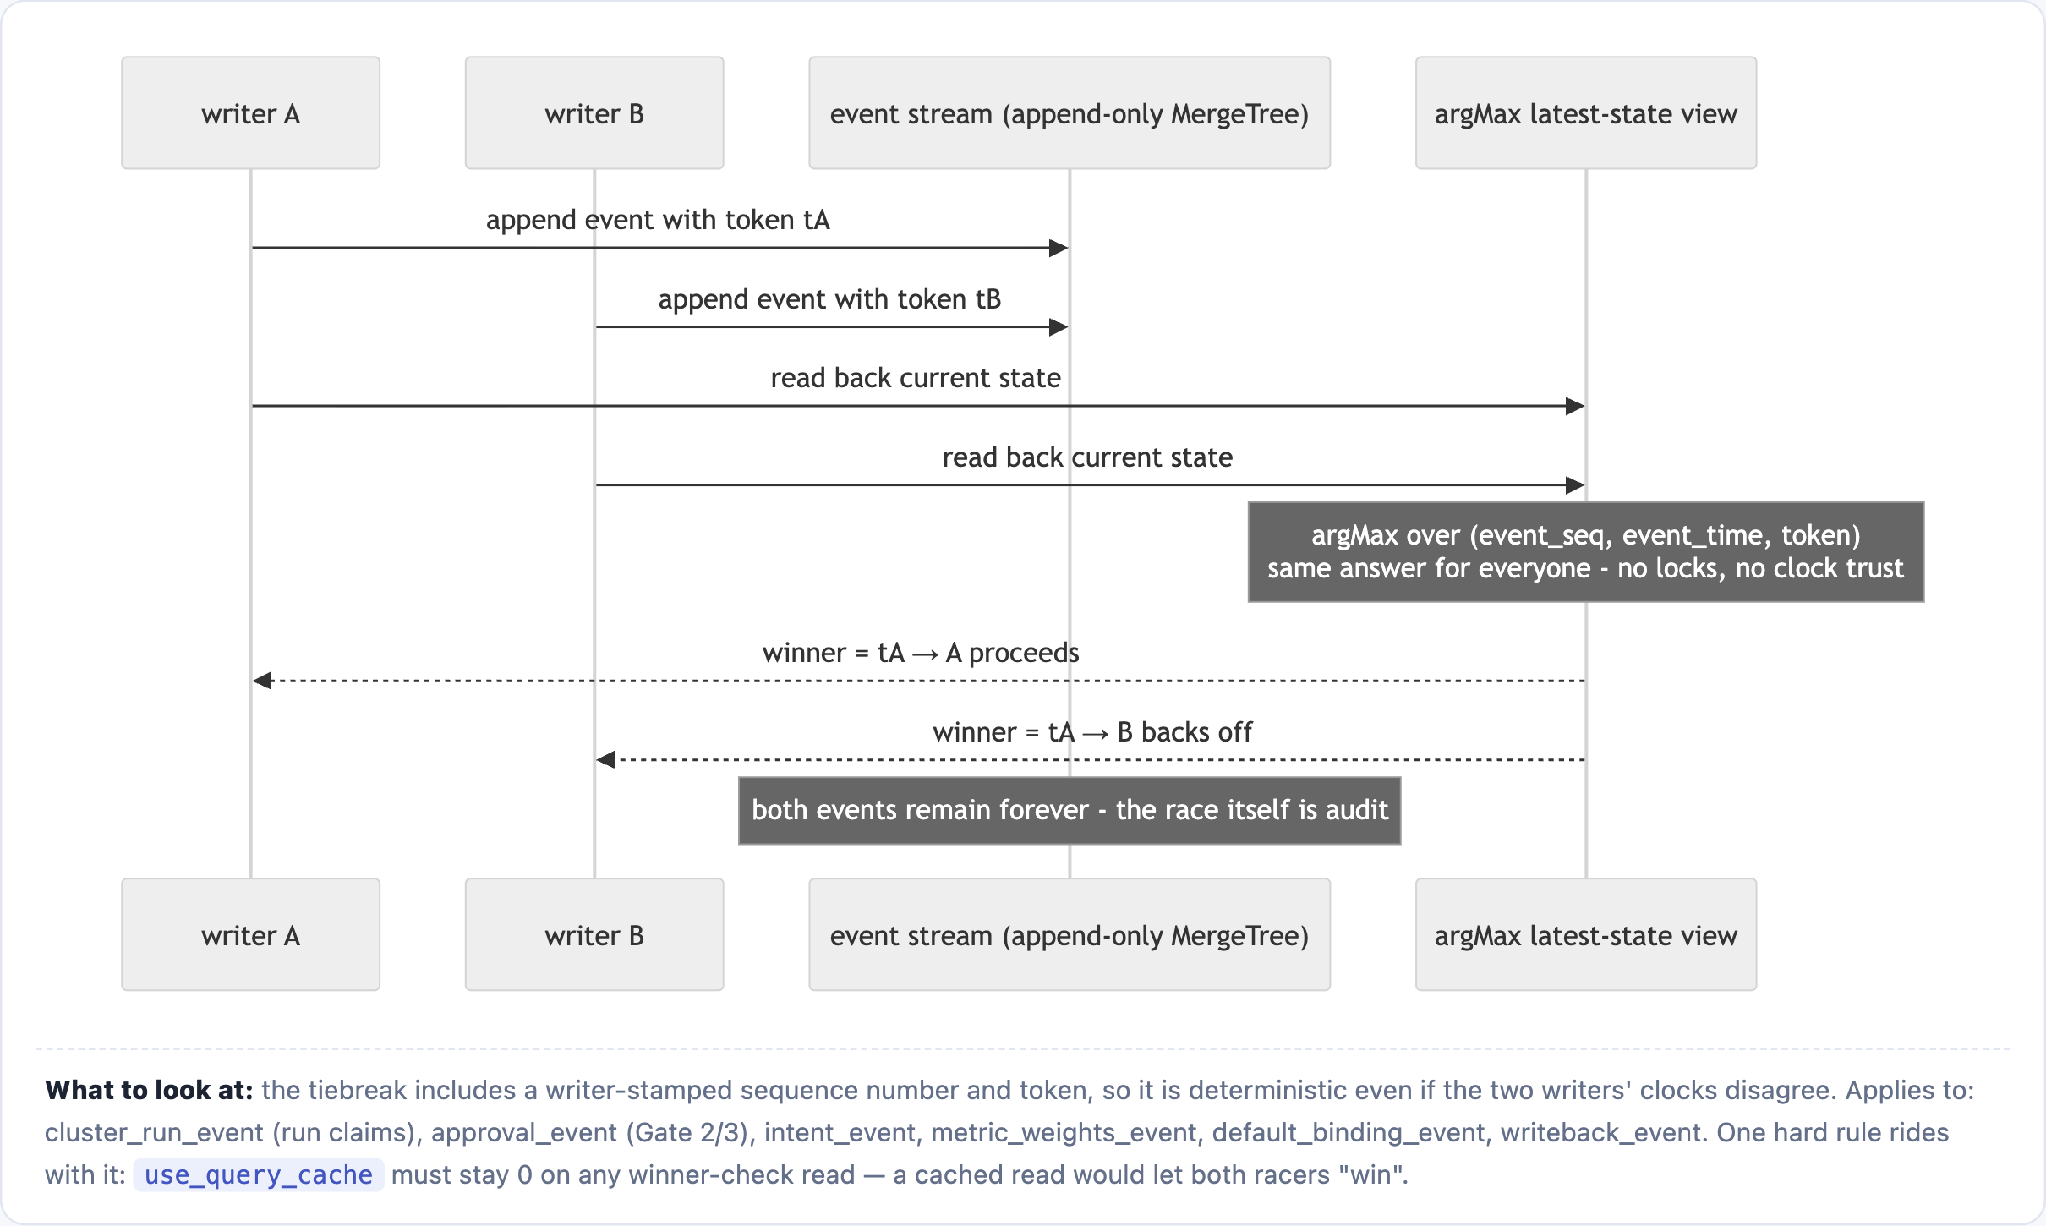 writer A
writer B
event stream (append-only MergeTree)
argMax latest-state view
append event with token tA
append event with token tB
read back current state
read back current state
argMax over (event_seq, event_time, token)
same answer for everyone - no locks, no clock trust
winner = tA → A proceeds
winner = tA → B backs off
both events remain forever - the race itself is audit
writer A
writer B
event stream (append-only MergeTree)
argMax latest-state view
What to look at: the tiebreak includes a writer-stamped sequence number and token, so it is deterministic even if the two writers' clocks disagree. Applies to:
cluster_run_event (run claims), approval_event (Gate 2/3), intent_event, metric_weights_event, default_binding_event, writeback_event. One hard rule rides
with it: use_query_cache must stay 0 on any winner-check read — a cached read would let both racers "win".